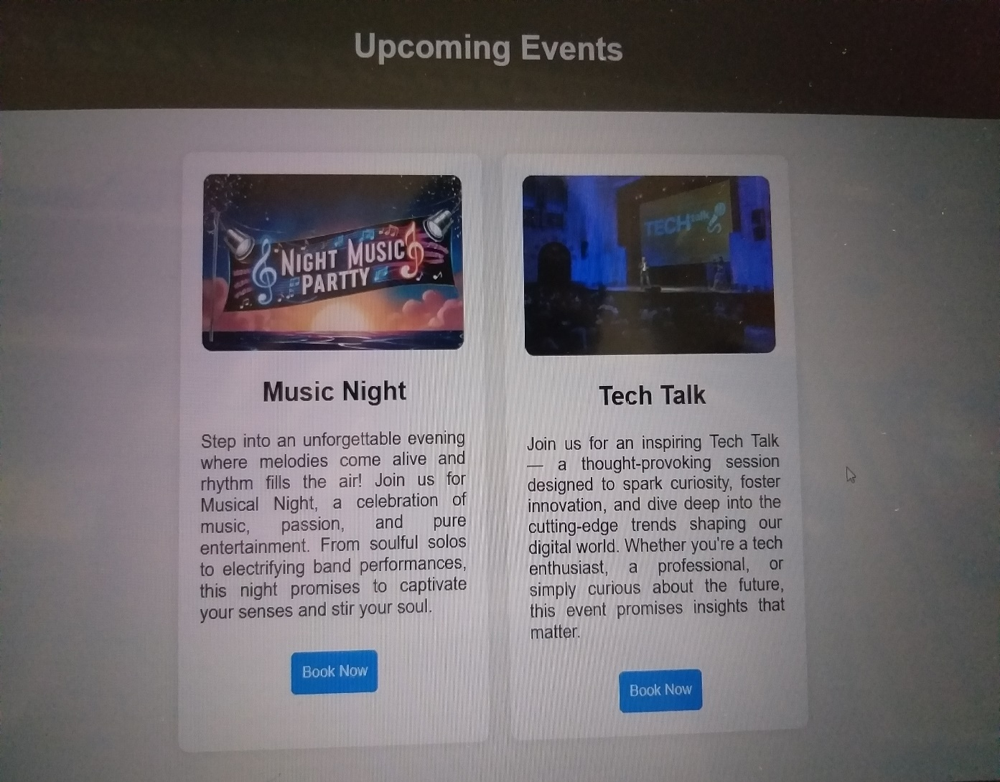 Upcoming Events
NIGHT MUSIC
PARTTY
TECH talk
Music Night
Step into an unforgettable evening
where melodies come alive and
rhythm fills the air! Join us for
Musical Night, a celebration of
music, passion, and pure
entertainment. From soulful solos
to electrifying band performances,
this night promises to captivate
your senses and stir your soul.
Book Now
Tech Talk
Join us for an inspiring Tech Talk
— a thought-provoking session
designed to spark curiosity, foster
innovation, and dive deep into the
cutting-edge trends shaping our
digital world. Whether you're a tech
enthusiast, a professional, or
simply curious about the future,
this event promises insights that
matter.
Book Now